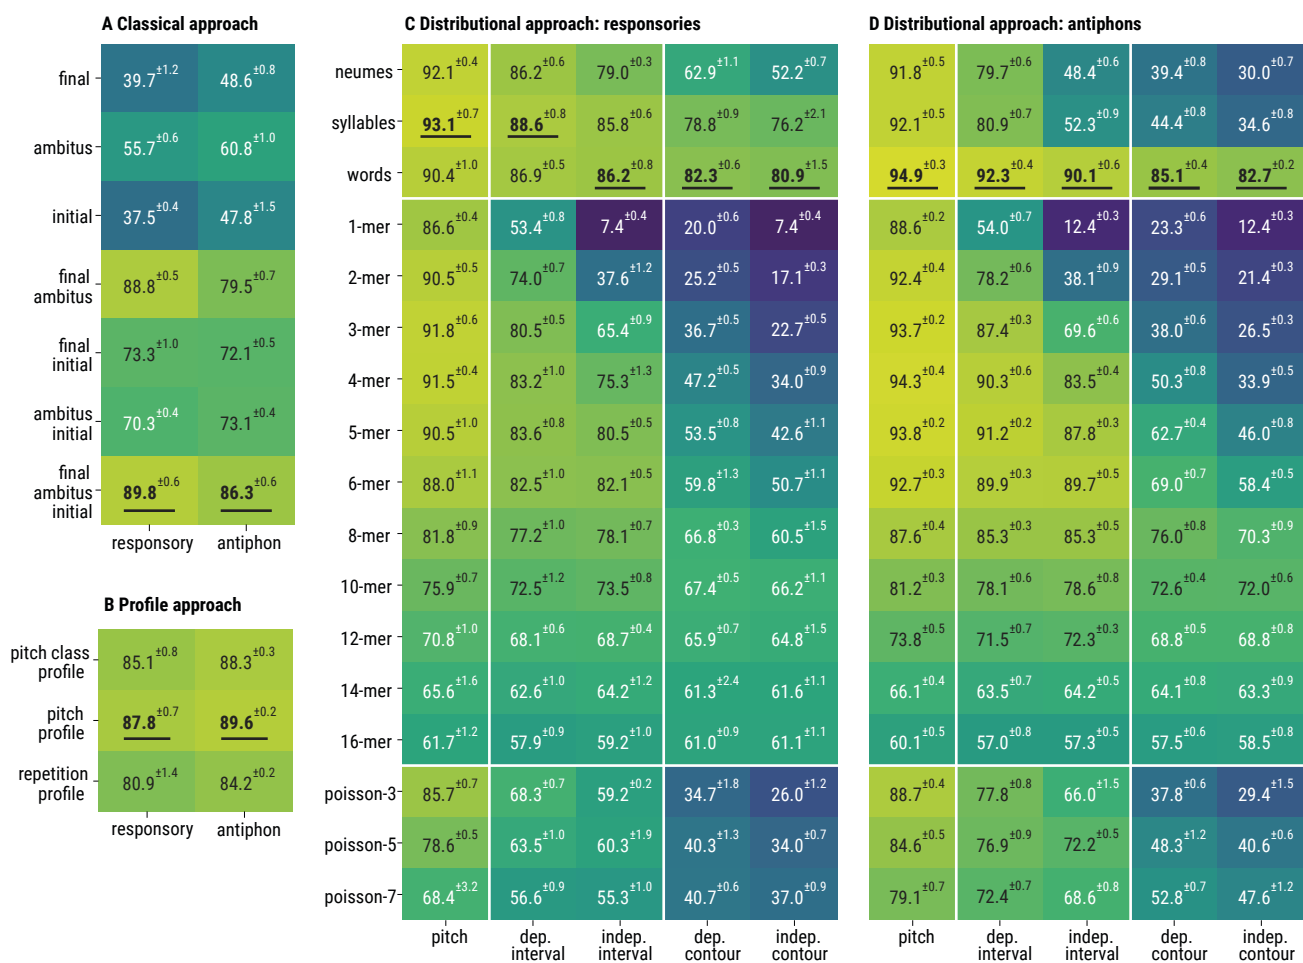 A Classical approach
final 39.7±1.2 48.6±0.8
ambitus 55.7±0.6 60.8±1.0
initial 37.5±0.4 47.8±1.5
final
ambitus 88.8±0.5 79.5±0.7
final
initial 73.3±1.0 72.1±0.5
ambitus
initial 70.3±0.4 73.1±0.4
final
ambitus
initial 89.8±0.6 86.3±0.6
responsory antiphon
B Profile approach
pitch class
profile 85.1±0.8 88.3±0.3
pitch
profile 87.8±0.7 89.6±0.2
repetition
profile 80.9±1.4 84.2±0.2
responsory antiphon
C Distributional approach: responsories
neumes 92.1±0.4 86.2±0.6 79.0±0.3 62.9±1.1 52.2±0.7
syllables 93.1±0.7 88.6±0.8 85.8±0.6 78.8±0.9 76.2±2.1
words 90.4±1.0 86.9±0.5 86.2±0.8 82.3±0.6 80.9±1.5
1-mer 86.6±0.4 53.4±0.8 7.4±0.4 20.0±0.6 7.4±0.4
2-mer 90.5±0.5 74.0±0.7 37.6±1.2 25.2±0.5 17.1±0.3
3-mer 91.8±0.6 80.5±0.5 65.4±0.9 36.7±0.5 22.7±0.5
4-mer 91.5±0.4 83.2±1.0 75.3±1.3 47.2±0.5 34.0±0.9
5-mer 90.5±1.0 83.6±0.8 80.5±0.5 53.5±0.8 42.6±1.1
6-mer 88.0±1.1 82.5±1.0 82.1±0.5 59.8±1.3 50.7±1.1
8-mer 81.8±0.9 77.2±1.0 78.1±0.7 66.8±0.3 60.5±1.5
10-mer 75.9±0.7 72.5±1.2 73.5±0.8 67.4±0.5 66.2±1.1
12-mer 70.8±1.0 68.1±0.6 68.7±0.4 65.9±0.7 64.8±1.5
14-mer 65.6±1.6 62.6±1.0 64.2±1.2 61.3±2.4 61.6±1.1
16-mer 61.7±1.2 57.9±0.9 59.2±1.0 61.0±0.9 61.1±1.1
poisson-3 85.7±0.7 68.3±0.7 59.2±0.2 34.7±1.8 26.0±1.2
poisson-5 78.6±0.5 63.5±1.0 60.3±1.9 40.3±1.3 34.0±0.7
poisson-7 68.4±3.2 56.6±0.9 55.3±1.0 40.7±0.6 37.0±0.9
pitch dep. indep. dep. indep.
interval interval contour contour
D Distributional approach: antiphons
91.8±0.5 79.7±0.6 48.4±0.6 39.4±0.8 30.0±0.7
92.1±0.5 80.9±0.7 52.3±0.9 44.4±0.8 34.6±0.8
94.9±0.3 92.3±0.4 90.1±0.6 85.1±0.4 82.7±0.2
88.6±0.2 54.0±0.7 12.4±0.3 23.3±0.6 12.4±0.3
92.4±0.4 78.2±0.6 38.1±0.9 29.1±0.5 21.4±0.3
93.7±0.2 87.4±0.3 69.6±0.6 38.0±0.6 26.5±0.3
94.3±0.4 90.3±0.6 83.5±0.4 50.3±0.8 33.9±0.5
93.8±0.2 91.2±0.2 87.8±0.3 62.7±0.4 46.0±0.8
92.7±0.3 89.9±0.3 89.7±0.5 69.0±0.7 58.4±0.5
87.6±0.4 85.3±0.3 85.3±0.5 76.0±0.8 70.3±0.9
81.2±0.3 78.1±0.6 78.6±0.8 72.6±0.4 72.0±0.6
73.8±0.5 71.5±0.7 72.3±0.3 68.8±0.5 68.8±0.8
66.1±0.4 63.5±0.7 64.2±0.5 64.1±0.8 63.3±0.9
60.1±0.5 57.0±0.8 57.3±0.5 57.5±0.6 58.5±0.8
88.7±0.4 77.8±0.8 66.0±1.5 37.8±0.6 29.4±1.5
84.6±0.5 76.9±0.9 72.2±0.5 48.3±1.2 40.6±0.6
79.1±0.7 72.4±0.7 68.6±0.8 52.8±0.7 47.6±1.2
pitch dep. indep. dep. indep.
interval interval contour contour